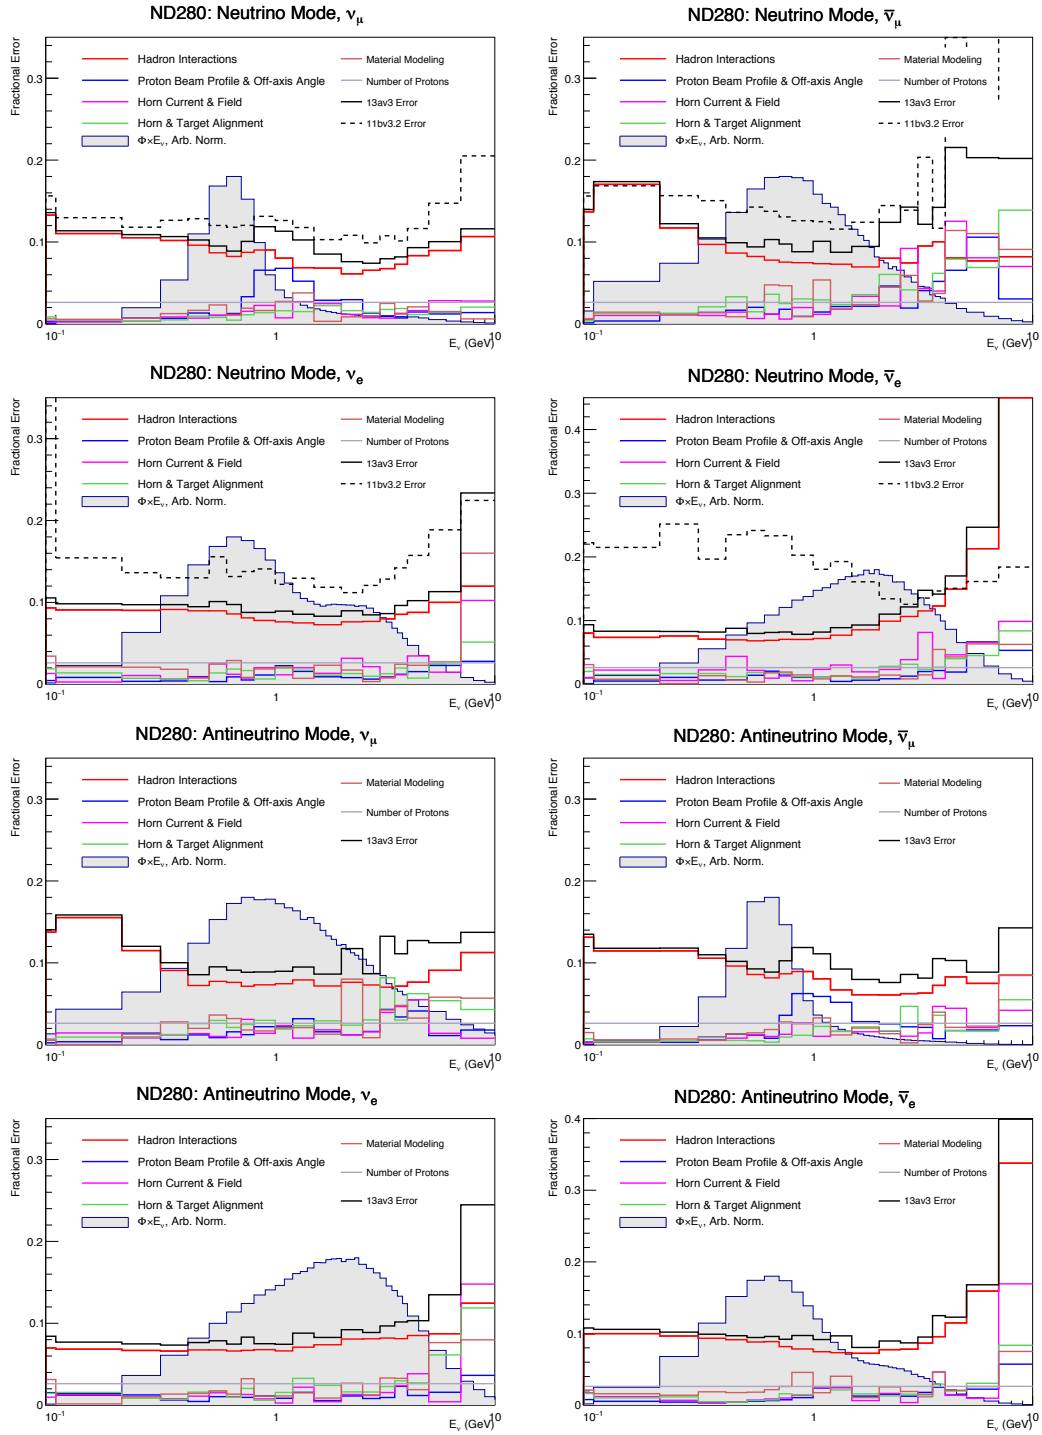 ND280: Neutrino Mode, νμ
Fractional Error
0.3
0.2
0.1
0
Hadron Interactions
Proton Beam Profile & Off-axis Angle
Horn Current & Field
Horn & Target Alignment
Φ×Eν, Arb. Norm.
Material Modeling
Number of Protons
13av3 Error
11bv3.2 Error
10⁻¹
1
10
Eν (GeV)
ND280: Neutrino Mode, ν̅μ
Fractional Error
0.3
0.2
0.1
0
Hadron Interactions
Proton Beam Profile & Off-axis Angle
Horn Current & Field
Horn & Target Alignment
Φ×Eν, Arb. Norm.
Material Modeling
Number of Protons
13av3 Error
11bv3.2 Error
10⁻¹
1
10
Eν (GeV)
ND280: Neutrino Mode, νe
Fractional Error
0.3
0.2
0.1
0
Hadron Interactions
Proton Beam Profile & Off-axis Angle
Horn Current & Field
Horn & Target Alignment
Φ×Eν, Arb. Norm.
Material Modeling
Number of Protons
13av3 Error
11bv3.2 Error
10⁻¹
1
10
Eν (GeV)
ND280: Neutrino Mode, ν̅e
Fractional Error
0.4
0.3
0.2
0.1
0
Hadron Interactions
Proton Beam Profile & Off-axis Angle
Horn Current & Field
Horn & Target Alignment
Φ×Eν, Arb. Norm.
Material Modeling
Number of Protons
13av3 Error
11bv3.2 Error
10⁻¹
1
10
Eν (GeV)
ND280: Antineutrino Mode, νμ
Fractional Error
0.3
0.2
0.1
0
Hadron Interactions
Proton Beam Profile & Off-axis Angle
Horn Current & Field
Horn & Target Alignment
Φ×Eν, Arb. Norm.
Material Modeling
Number of Protons
13av3 Error
10⁻¹
1
10
Eν (GeV)
ND280: Antineutrino Mode, ν̅μ
Fractional Error
0.3
0.2
0.1
0
Hadron Interactions
Proton Beam Profile & Off-axis Angle
Horn Current & Field
Horn & Target Alignment
Φ×Eν, Arb. Norm.
Material Modeling
Number of Protons
13av3 Error
10⁻¹
1
10
Eν (GeV)
ND280: Antineutrino Mode, νe
Fractional Error
0.3
0.2
0.1
0
Hadron Interactions
Proton Beam Profile & Off-axis Angle
Horn Current & Field
Horn & Target Alignment
Φ×Eν, Arb. Norm.
Material Modeling
Number of Protons
13av3 Error
10⁻¹
1
10
Eν (GeV)
ND280: Antineutrino Mode, ν̅e
Fractional Error
0.4
0.3
0.2
0.1
0
Hadron Interactions
Proton Beam Profile & Off-axis Angle
Horn Current & Field
Horn & Target Alignment
Φ×Eν, Arb. Norm.
Material Modeling
Number of Protons
13av3 Error
10⁻¹
1
10
Eν (GeV)